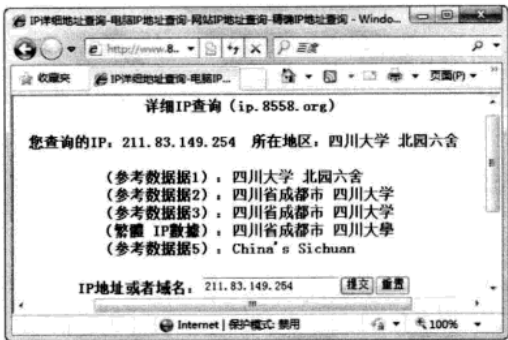 IP详细地址查询-电脑IP地址查询-网站IP地址查询-精确IP地址查询 - Windo...
http://www.8..
百度
收藏夹 IP详细地址查询-电脑IP... 页面(P)
详细IP查询（ip.8558.org）
您查询的IP：211.83.149.254 所在地区：四川大学 北园六舍
（参考数据据1）：四川大学 北园六舍
（参考数据据2）：四川省成都市 四川大学
（参考数据据3）：四川省成都市 四川大学
（繁體 IP數據）：四川省成都市 四川大學
（参考数据据5）：China's Sichuan
IP地址或者域名： 211.83.149.254 提交 重置
Internet | 保护模式: 禁用 100%